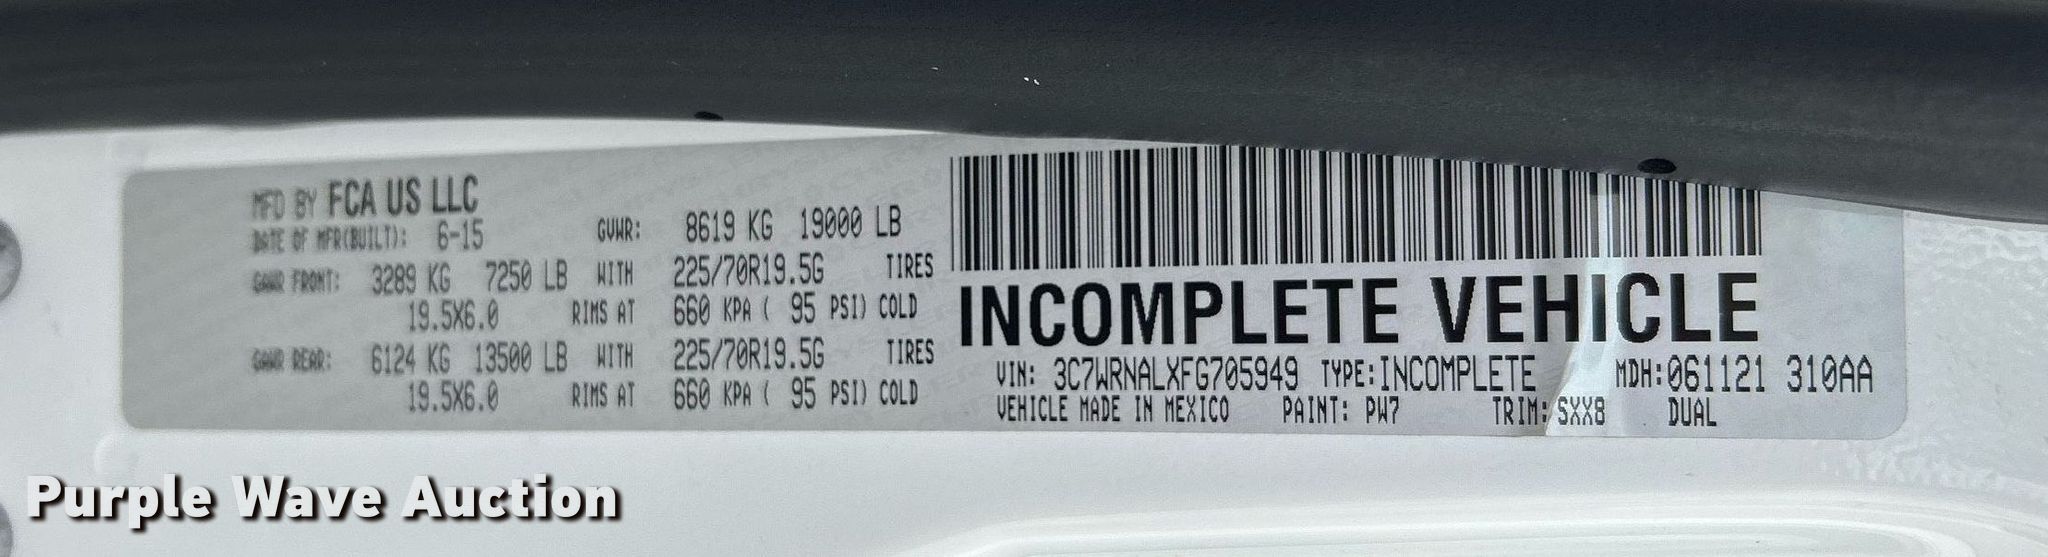 MFD BY FCA US LLC
DATE OF MFR(BUILT): 6-15 GVWR: 8619 KG 19000 LB
GAWR FRONT: 3289 KG 7250 LB WITH 225/70R19.5G TIRES
19.5X6.0 RIMS AT 660 KPA ( 95 PSI) COLD
GAWR REAR: 6124 KG 13500 LB WITH 225/70R19.5G TIRES
19.5X6.0 RIMS AT 660 KPA ( 95 PSI) COLD
INCOMPLETE VEHICLE
VIN: 3C7WRNALXFG705949 TYPE:INCOMPLETE MDH:061121 310AA
VEHICLE MADE IN MEXICO PAINT: PW7 TRIM:SXX8 DUAL
Purple Wave Auction